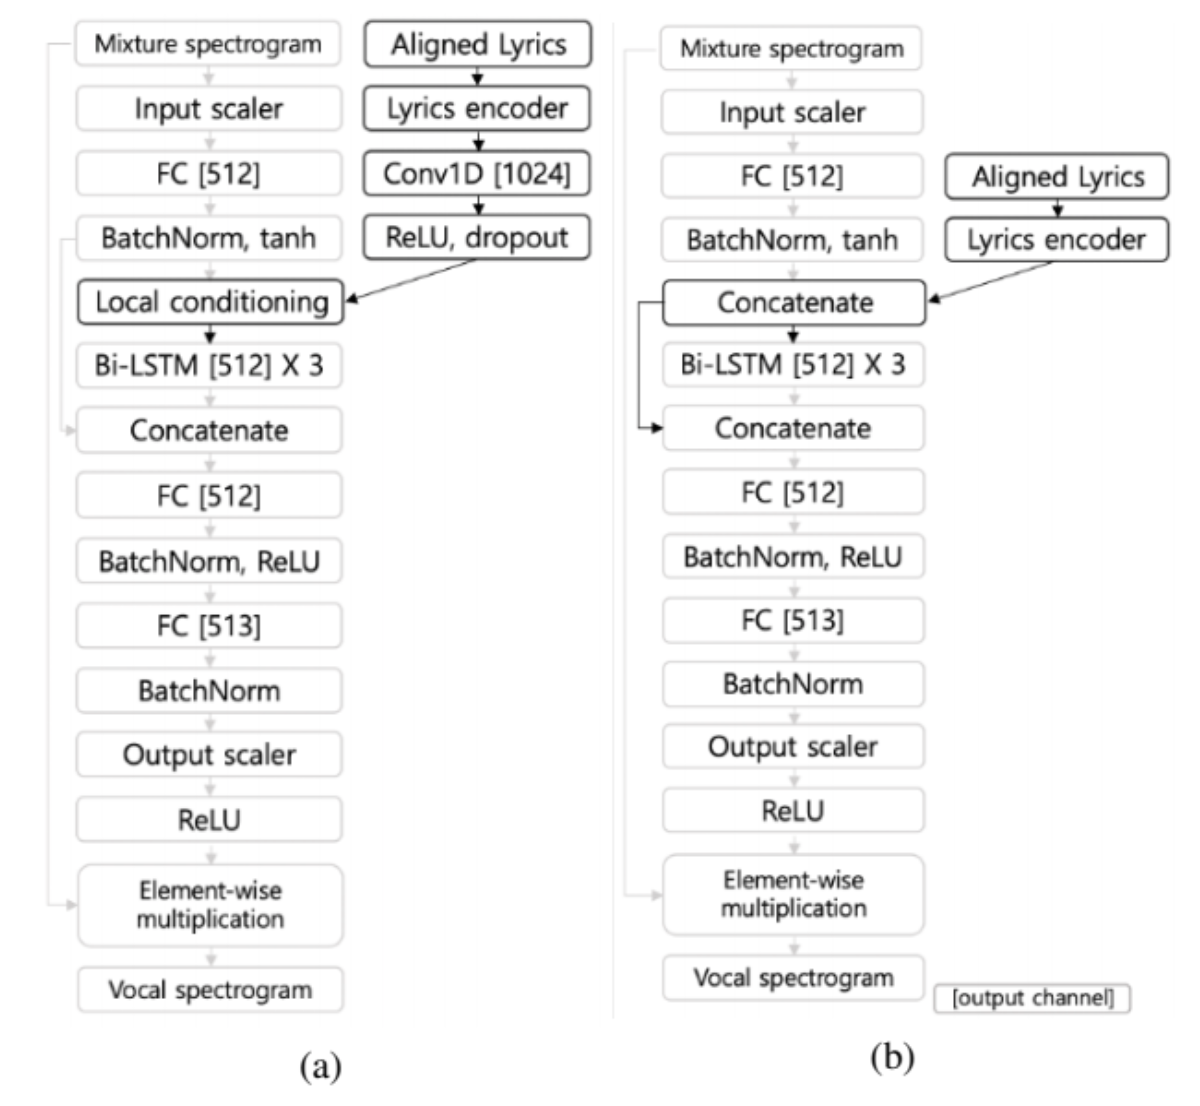 Mixture spectrogram
Input scaler
FC [512]
BatchNorm, tanh
Local conditioning
Bi-LSTM [512] X 3
Concatenate
FC [512]
BatchNorm, ReLU
FC [513]
BatchNorm
Output scaler
ReLU
Element-wise
multiplication
Vocal spectrogram
Aligned Lyrics
Lyrics encoder
Conv1D [1024]
ReLU, dropout
(a)
Mixture spectrogram
Input scaler
FC [512]
BatchNorm, tanh
Concatenate
Bi-LSTM [512] X 3
Concatenate
FC [512]
BatchNorm, ReLU
FC [513]
BatchNorm
Output scaler
ReLU
Element-wise
multiplication
Vocal spectrogram
Aligned Lyrics
Lyrics encoder
[output channel]
(b)